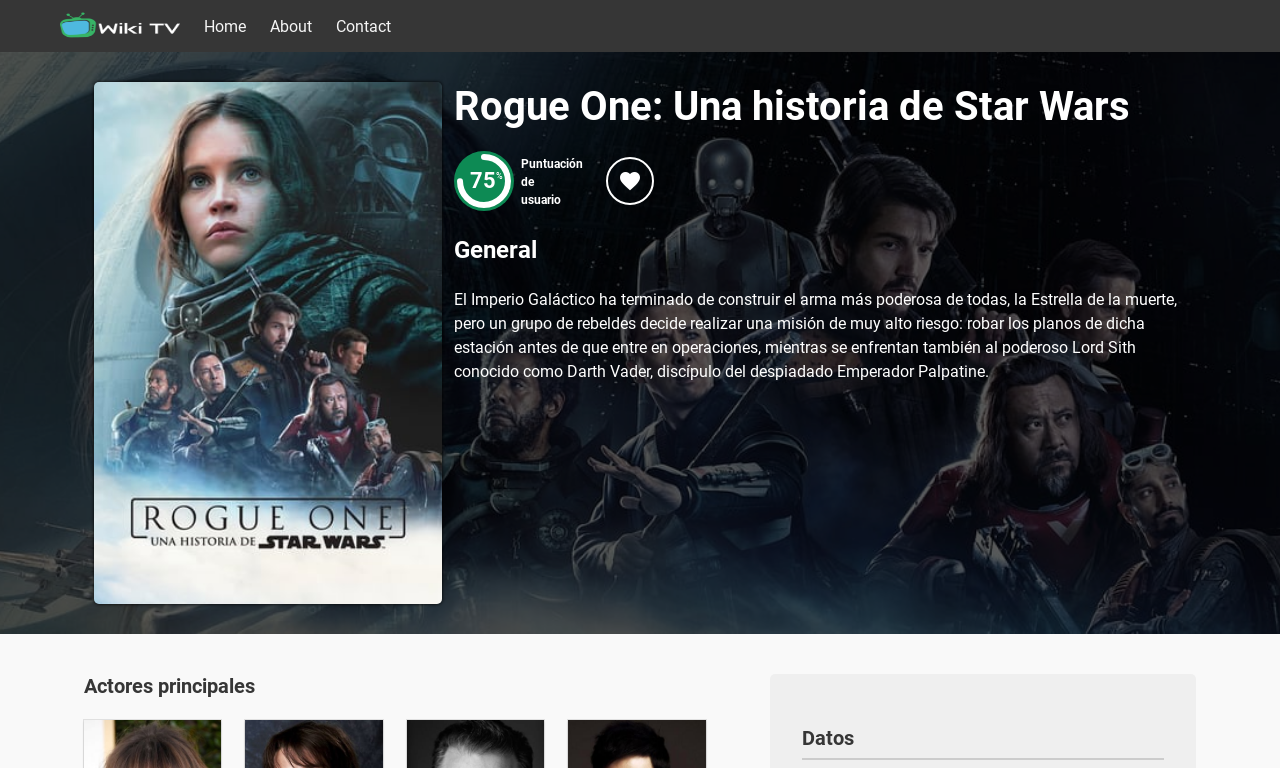 Wiki TV
Home
About
Contact
Rogue One: Una historia de Star Wars
75%
Puntuación
de
usuario
General
El Imperio Galáctico ha terminado de construir el arma más poderosa de todas, la Estrella de la muerte,
pero un grupo de rebeldes decide realizar una misión de muy alto riesgo: robar los planos de dicha
estación antes de que entre en operaciones, mientras se enfrentan también al poderoso Lord Sith
conocido como Darth Vader, discípulo del despiadado Emperador Palpatine.
ROGUE ONE
UNA HISTORIA DE STAR WARS
Actores principales
Datos